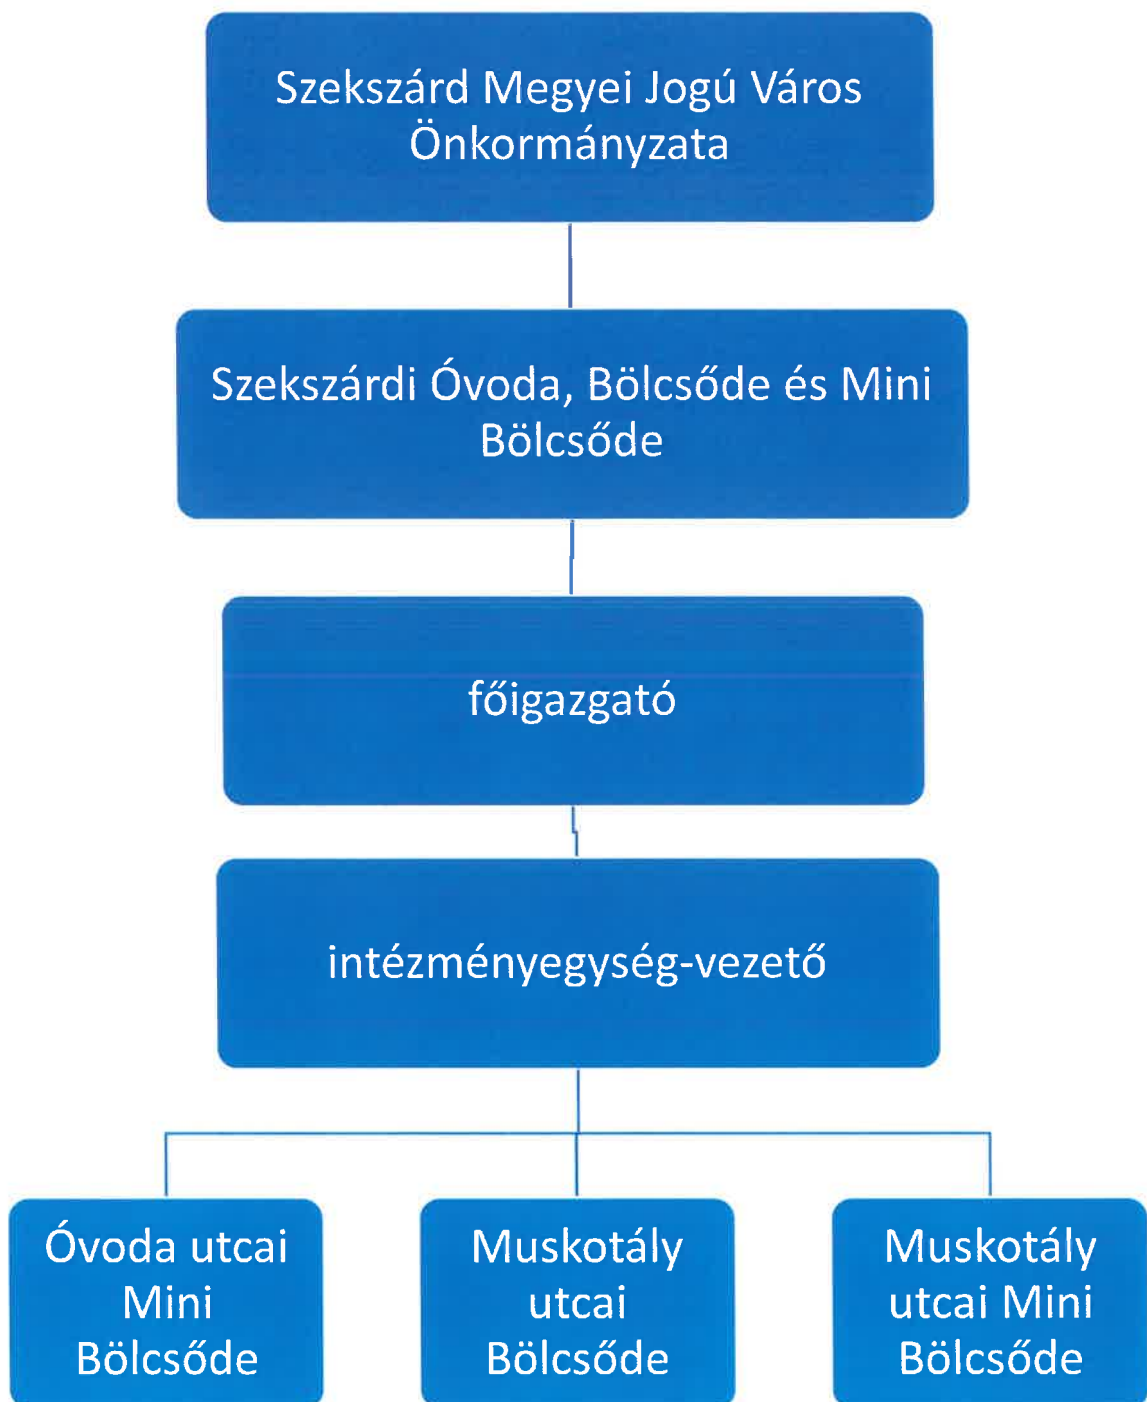 Szekszárd Megyei Jogú Város
Önkormányzata
Szekszárdi Óvoda, Bölcsőde és Mini
Bölcsőde
főigazgató
intézményegység-vezető
Óvoda utcai
Mini
Bölcsőde
Muskotály
utcai
Bölcsőde
Muskotály
utcai Mini
Bölcsőde